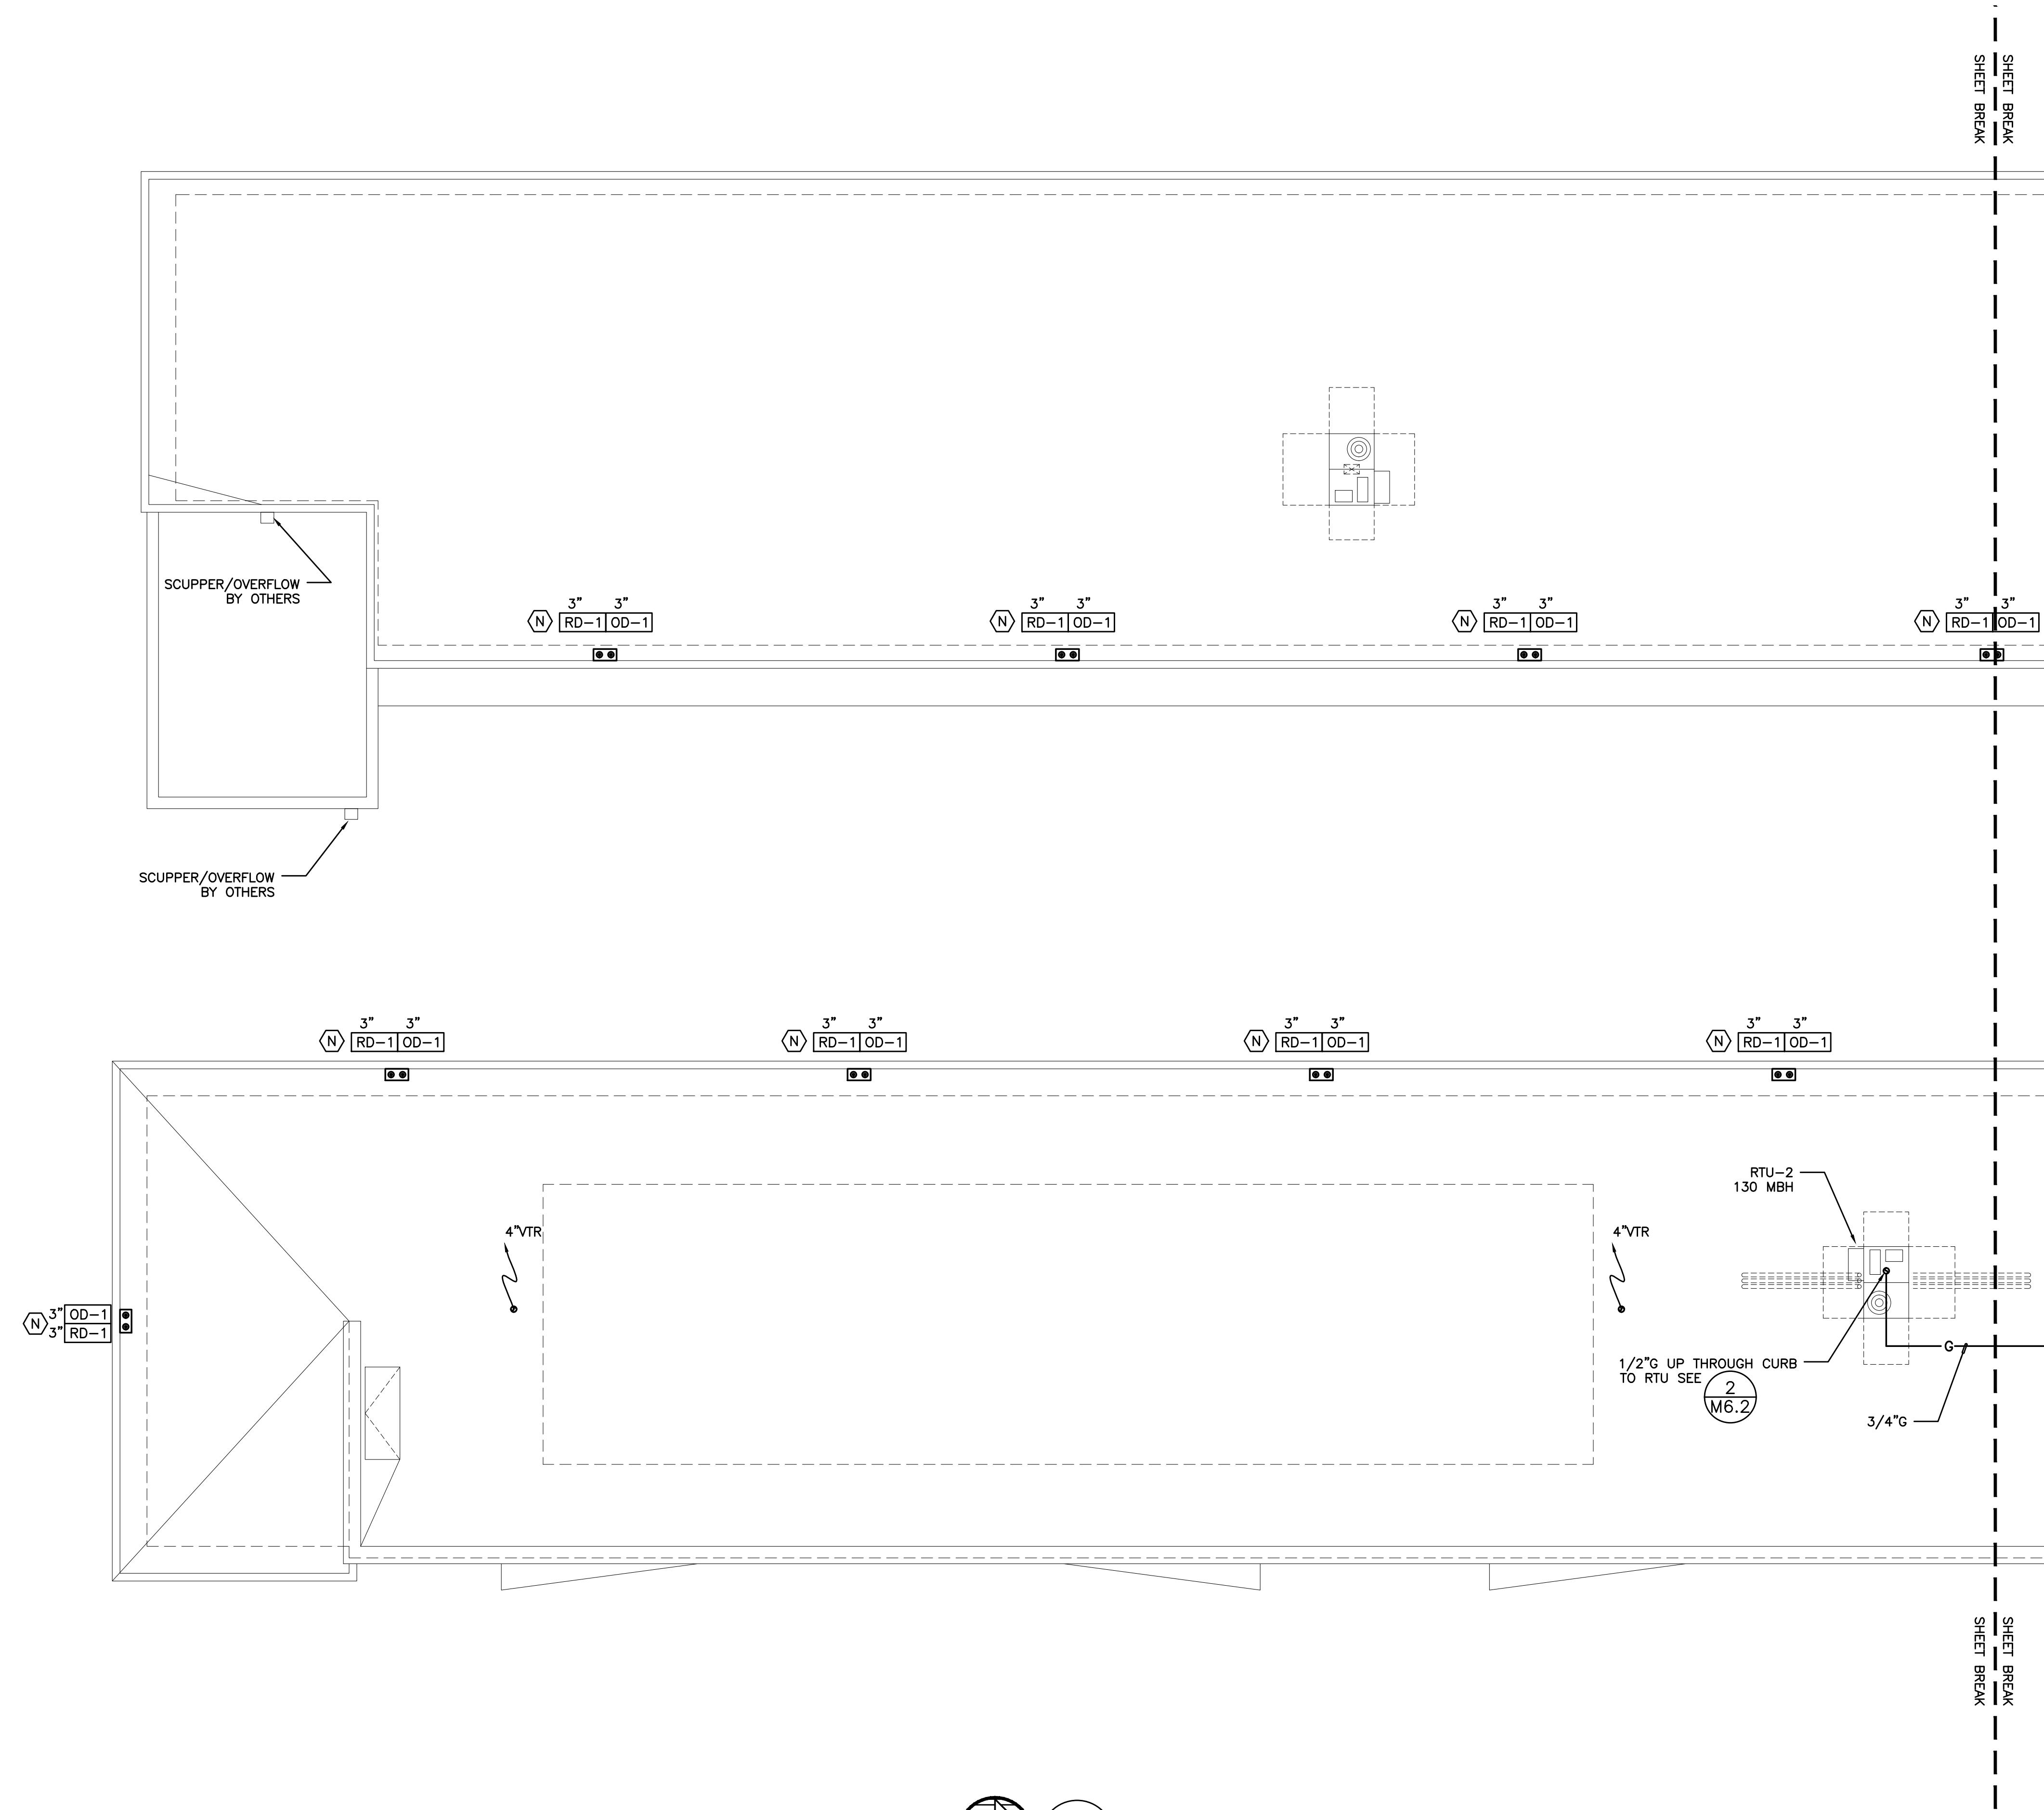 SHEET BREAK
SHEET BREAK
SCUPPER/OVERFLOW
BY OTHERS
N
3" 3"
RD-1 OD-1
N
3" 3"
RD-1 OD-1
N
3" 3"
RD-1 OD-1
N
3" 3"
RD-1 OD-1
SCUPPER/OVERFLOW
BY OTHERS
N
3" 3"
RD-1 OD-1
N
3" 3"
RD-1 OD-1
N
3" 3"
RD-1 OD-1
N
3" 3"
RD-1 OD-1
RTU-2
130 MBH
4"VTR
4"VTR
N
3" OD-1
3" RD-1
G
1/2"G UP THROUGH CURB
TO RTU SEE
2
M6.2
3/4"G
SHEET BREAK
SHEET BREAK